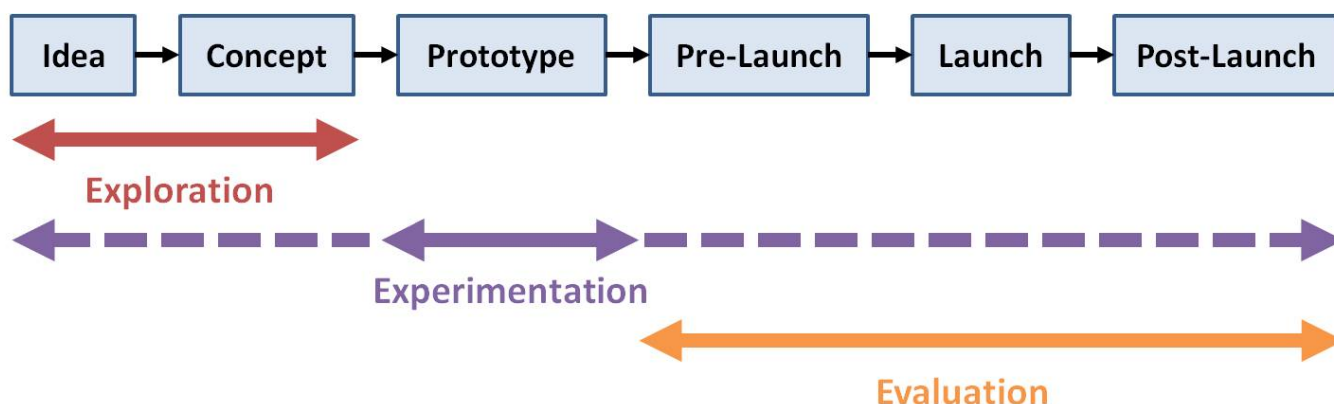 Idea Concept Prototype Pre-Launch Launch Post-Launch
Exploration
Experimentation
Evaluation